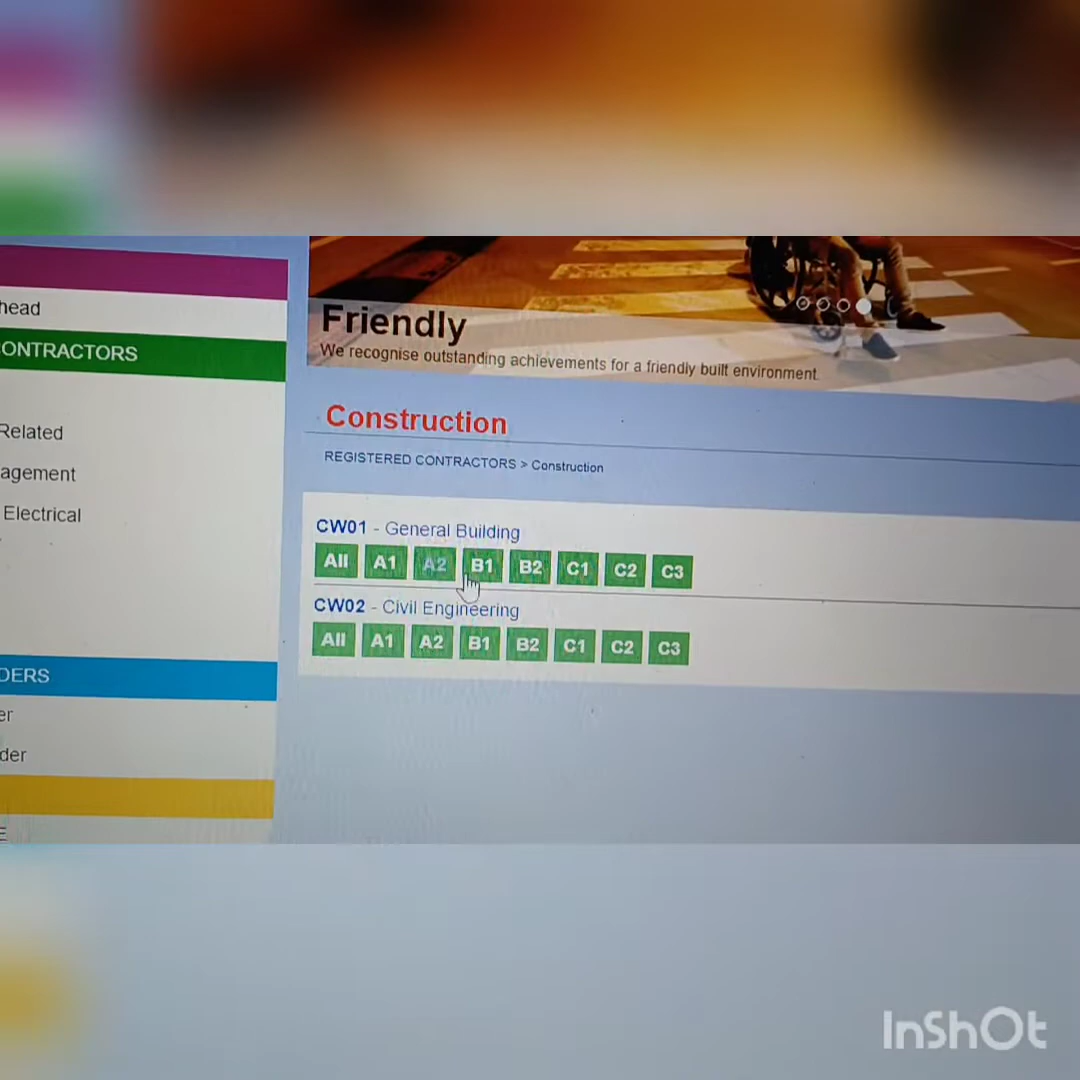 Friendly
We recognise outstanding achievements for a friendly built environment.
head
ONTRACTORS
Related
agement
Electrical
DERS
er
der
E
Construction
REGISTERED CONTRACTORS > Construction
CW01 - General Building
All A1 A2 B1 B2 C1 C2 C3
CW02 - Civil Engineering
All A1 A2 B1 B2 C1 C2 C3
InShOt